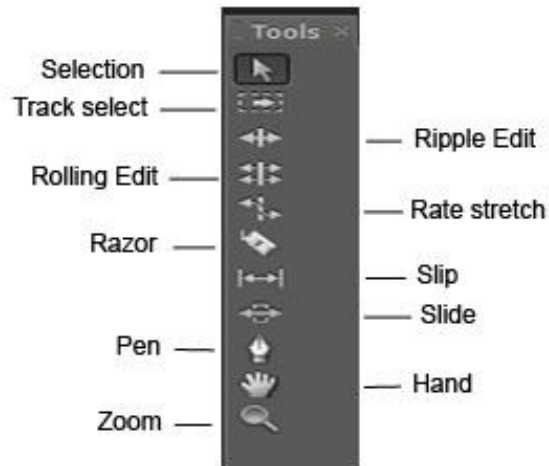 Tools
Selection
Track select
Ripple Edit
Rolling Edit
Rate stretch
Razor
Slip
Slide
Pen
Hand
Zoom